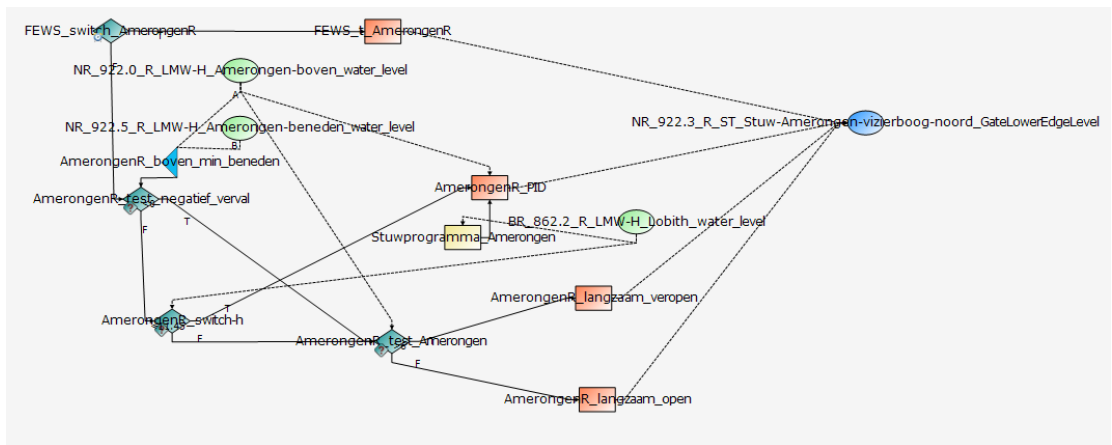 FEWS_switch_AmerongenR
T
FEWS_t_AmerongenR
F
NR_922.0_R_LMW-H_Amerongen-boven_water_level
A
NR_922.5_R_LMW-H_Amerongen-beneden_water_level
NR_922.3_R_ST_Stuw-Amerongen-vizierboog-noord_GateLowerEdgeLevel
B
AmerongenR_boven_min_beneden
AmerongenR_PID
AmerongenR_test_negatief_verval
T
BR_862.2_R_LMW-H_Lobith_water_level
F
Stuwprogramma_Amerongen
AmerongenR_langzaam_veropen
T
AmerongenR_switch-h
F
AmerongenR_test_Amerongen
F
AmerongenR_langzaam_open